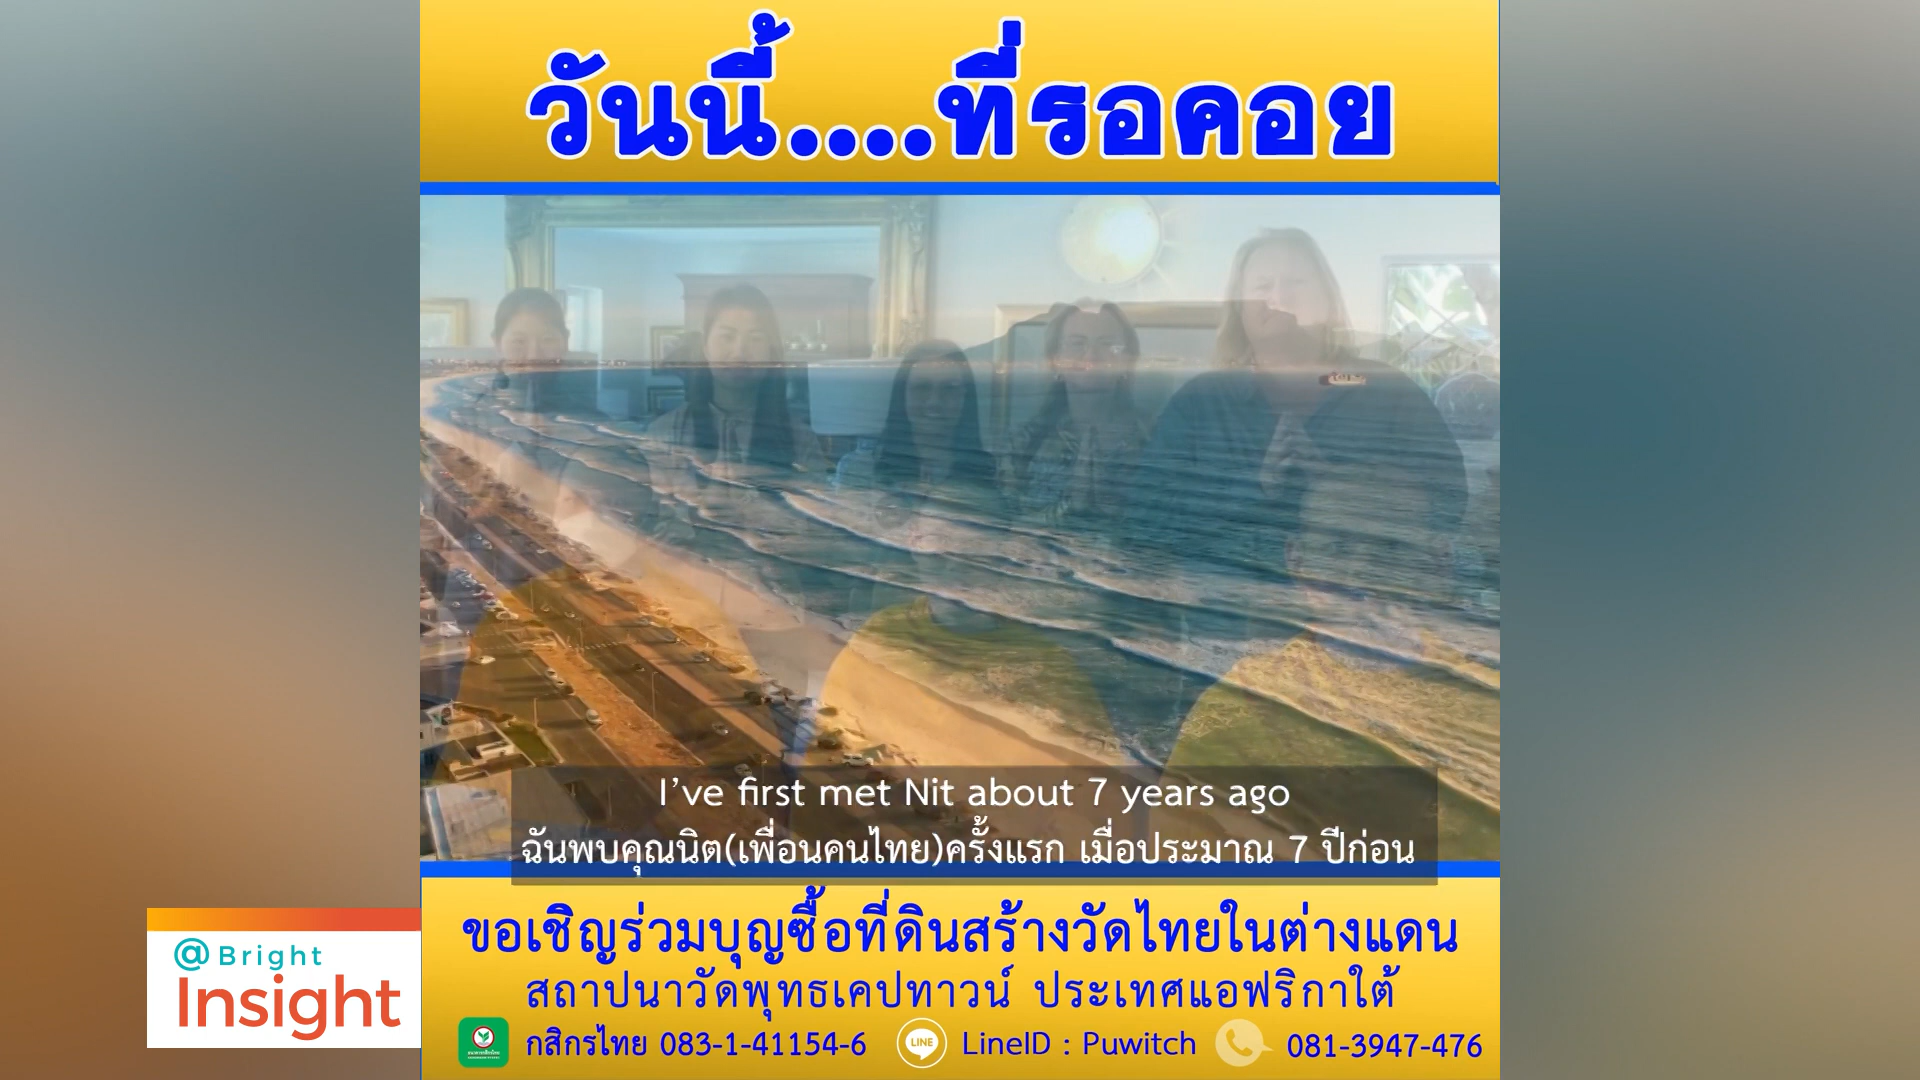 วันนี้....ที่รอคอย
I've first met Nit about 7 years ago
ฉันพบคุณนิต(เพื่อนคนไทย)ครั้งแรก เมื่อประมาณ 7 ปีก่อน
ขอเชิญร่วมบุญซื้อที่ดินสร้างวัดไทยในต่างแดน
สถาปนาวัดพุทธเคปทาวน์ ประเทศแอฟริกาใต้
กสิกรไทย 083-1-41154-6 LINE LineID : Puwitch 081-3947-476
@Bright
Insight